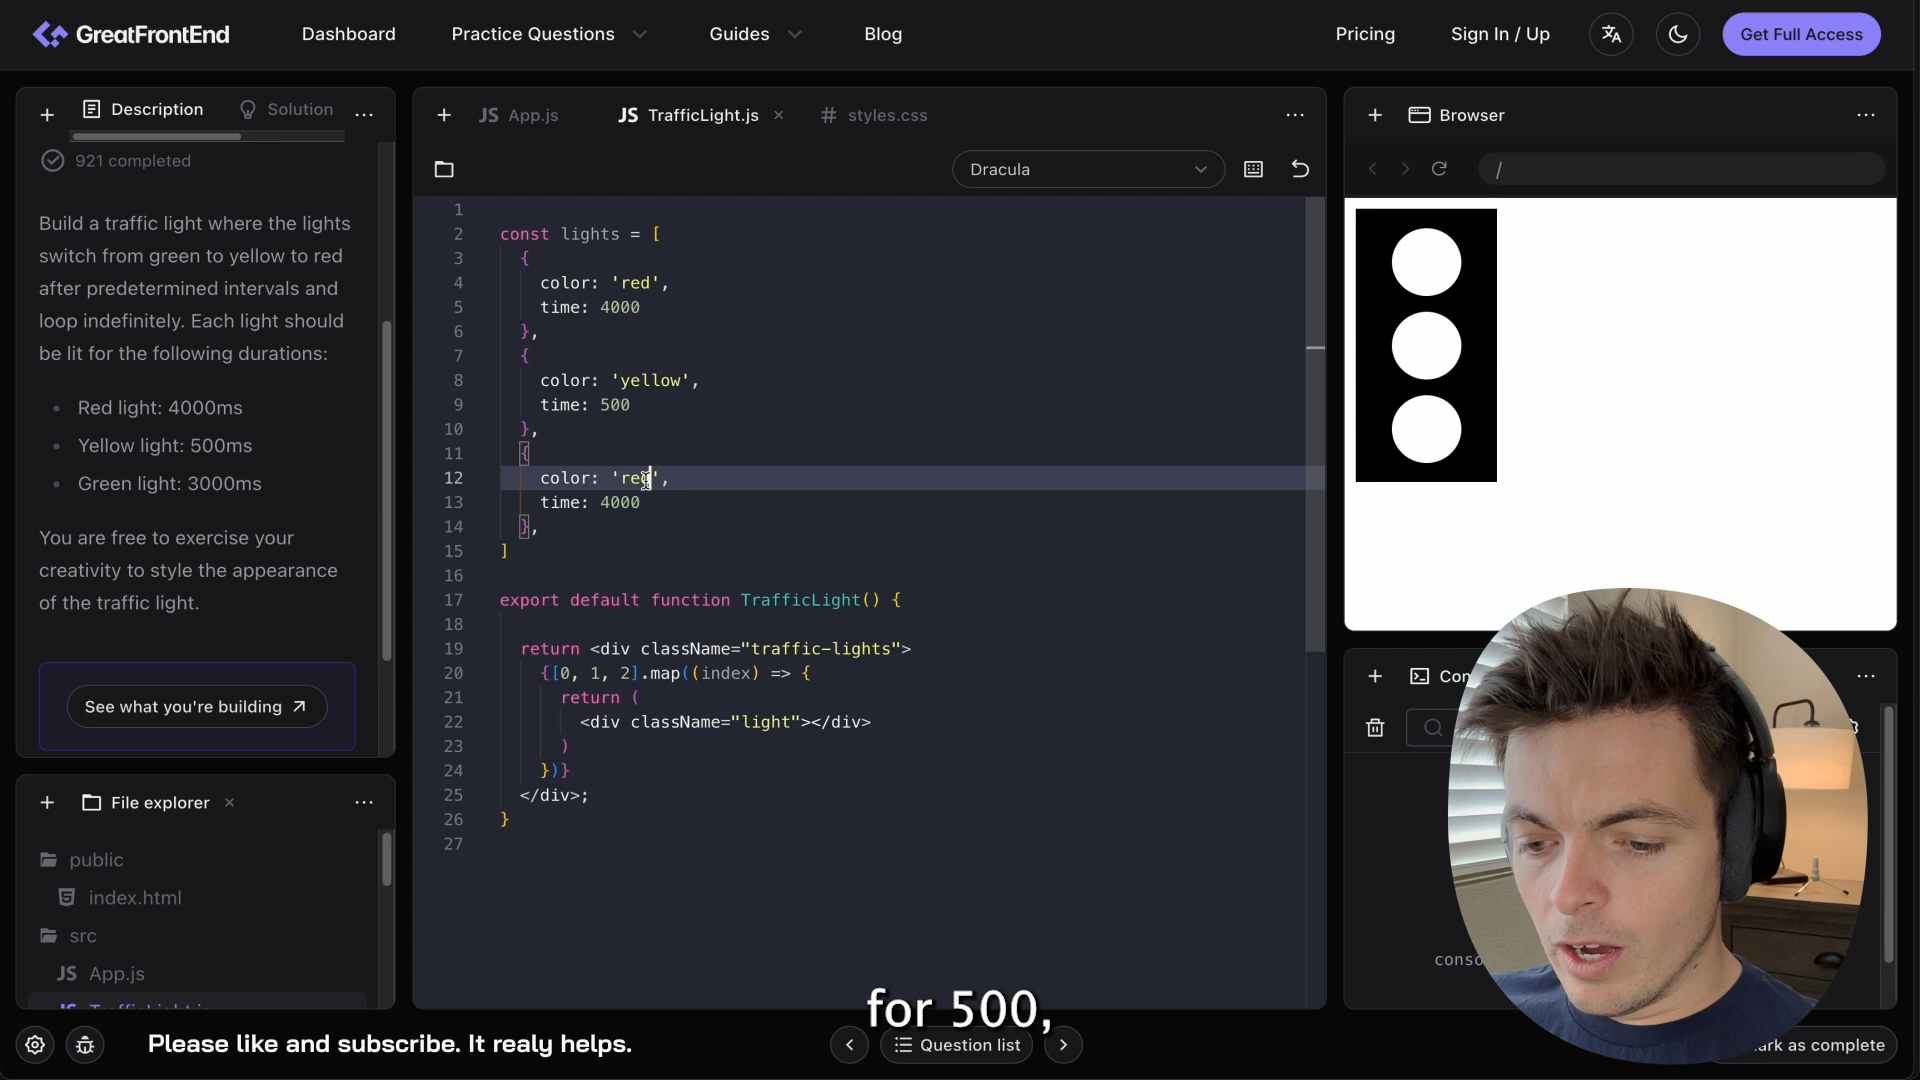 GreatFrontEnd
Dashboard
Practice Questions
Guides
Blog
Pricing
Sign In / Up
Get Full Access
Description
Solution
921 completed
Build a traffic light where the lights
switch from green to yellow to red
after predetermined intervals and
loop indefinitely. Each light should
be lit for the following durations:
Red light: 4000ms
Yellow light: 500ms
Green light: 3000ms
You are free to exercise your
creativity to style the appearance
of the traffic light.
See what you're building
File explorer
public
index.html
src
JS App.js
JS App.js
JS TrafficLight.js
# styles.css
Dracula
1
2 const lights = [
3 {
4 color: 'red',
5 time: 4000
6 },
7 {
8 color: 'yellow',
9 time: 500
10 },
11 {
12 color: 'red',
13 time: 4000
14 },
15 ]
16
17 export default function TrafficLight() {
18
19 return <div className="traffic-lights">
20 {[0, 1, 2].map((index) => {
21 return (
22 <div className="light"></div>
23 )
24 })}
25 </div>;
26 }
27
Browser
/
Con
conso
for 500,
Please like and subscribe. It realy helps.
Question list
ark as complete